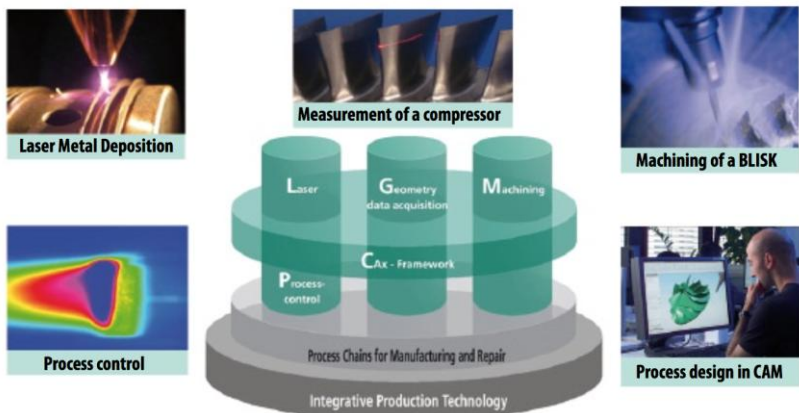 Measurement of a compressor
Laser Metal Deposition
Machining of a BLISK
Laser
Geometry
data acquisition
Machining
CAx - Framework
Process-
control
Process control
Process Chains for Manufacturing and Repair
Process design in CAM
Integrative Production Technology